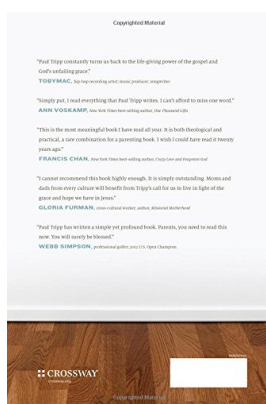 Copyrighted Material
"Paul Tripp constantly turns us back to the life-giving power of the gospel and
God's unfailing grace."
TOBYMAC, hip hop recording artist; music producer; songwriter
"Simply put, I read everything that Paul Tripp writes. I can't afford to miss one word."
ANN VOSKAMP, New York Times best-selling author, One Thousand Gifts
"This is the most meaningful book I have read all year. It is both theological and
practical, a rare combination for a parenting book. I wish I could have read it twenty
years ago."
FRANCIS CHAN, New York Times best-selling author, Crazy Love and Forgotten God
"I cannot recommend this book highly enough. It is simply outstanding. Moms and
dads from every culture will benefit from Tripp's call for us to live in light of the
grace and hope we have in Jesus."
GLORIA FURMAN, cross-cultural worker; author, Missional Motherhood
"Paul Tripp has written a simple yet profound book. Parents, you need to read this
now. You will surely be blessed."
WEBB SIMPSON, professional golfer; 2012 U.S. Open Champion
CROSSWAY
Copyrighted Material